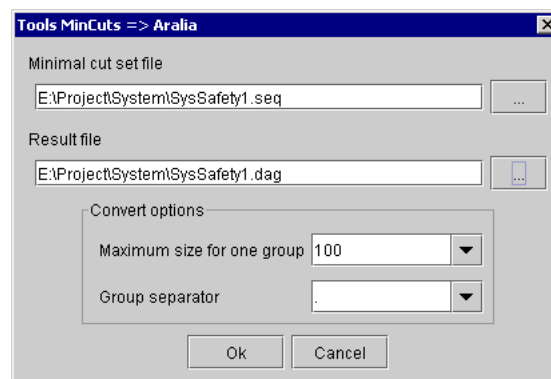 Tools MinCuts => Aralia
Minimal cut set file
E:\Project\System\SysSafety1.seq
...
Result file
E:\Project\System\SysSafety1.dag
...
Convert options
Maximum size for one group 100
Group separator .
Ok Cancel